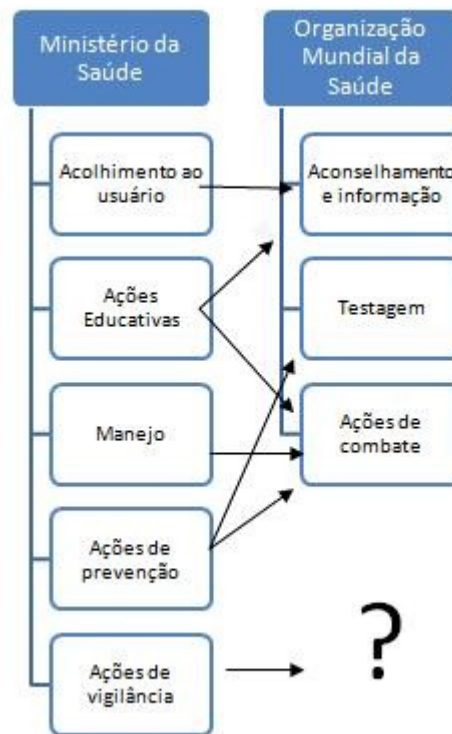 Ministério da
Saúde
Acolhimento ao
usuário
Ações
Educativas
Manejo
Ações de
prevenção
Ações de
vigilância
Organização
Mundial da
Saúde
Aconselhamento
e informação
Testagem
Ações de
combate
?